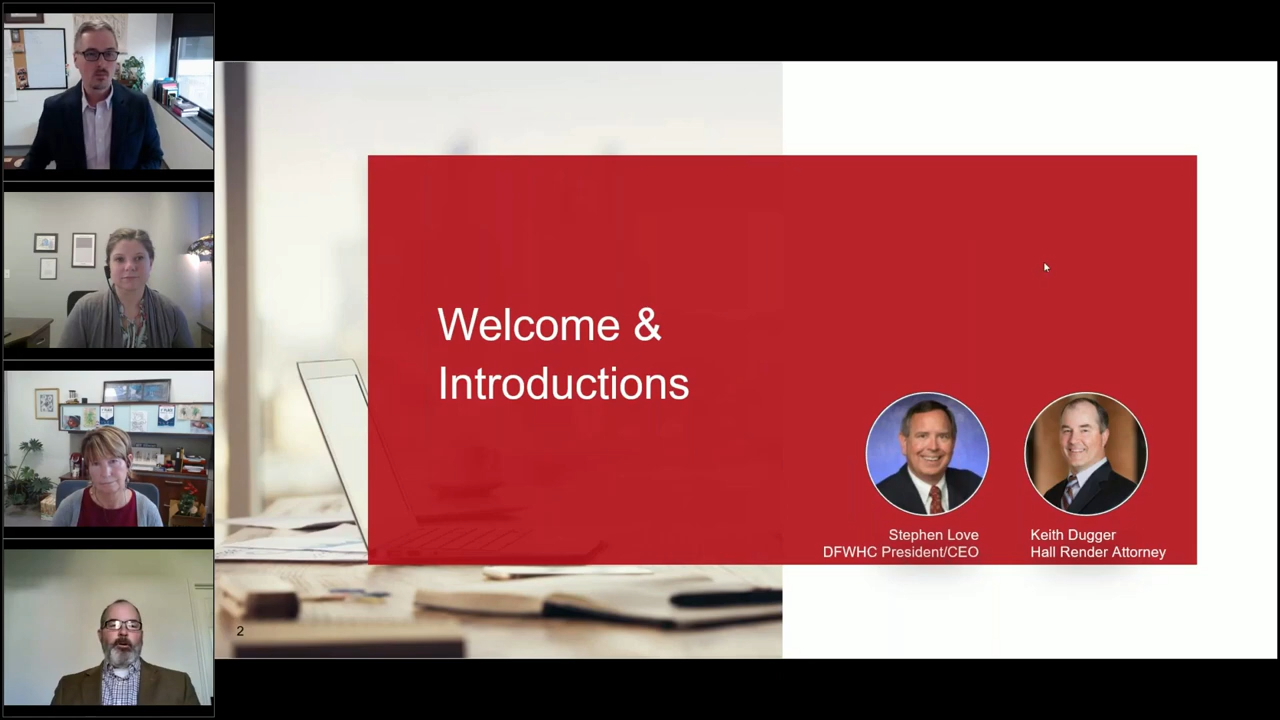 Welcome &
Introductions
Stephen Love
DFWHC President/CEO
Keith Dugger
Hall Render Attorney
2